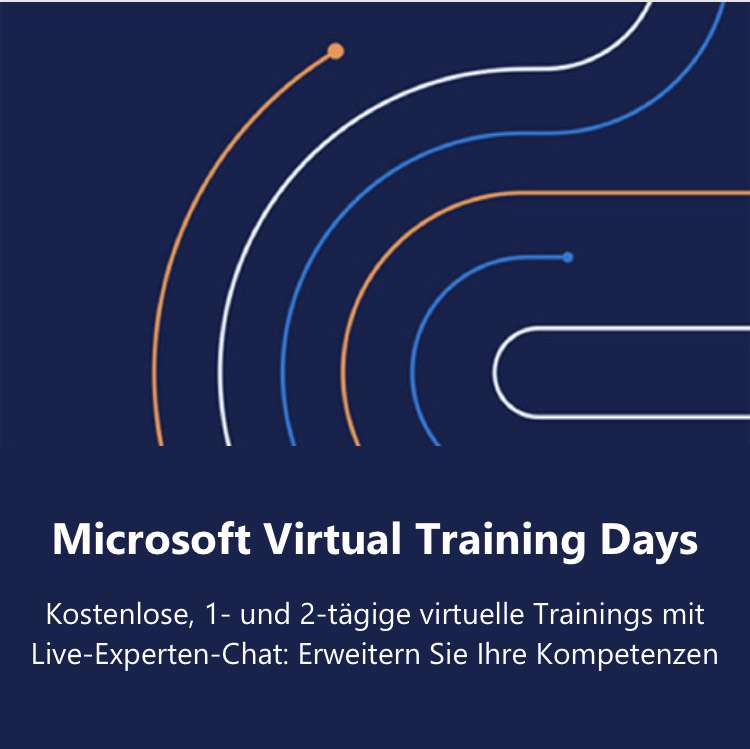 Microsoft Virtual Training Days
Kostenlose, 1- und 2-tägige virtuelle Trainings mit
Live-Experten-Chat: Erweitern Sie Ihre Kompetenzen